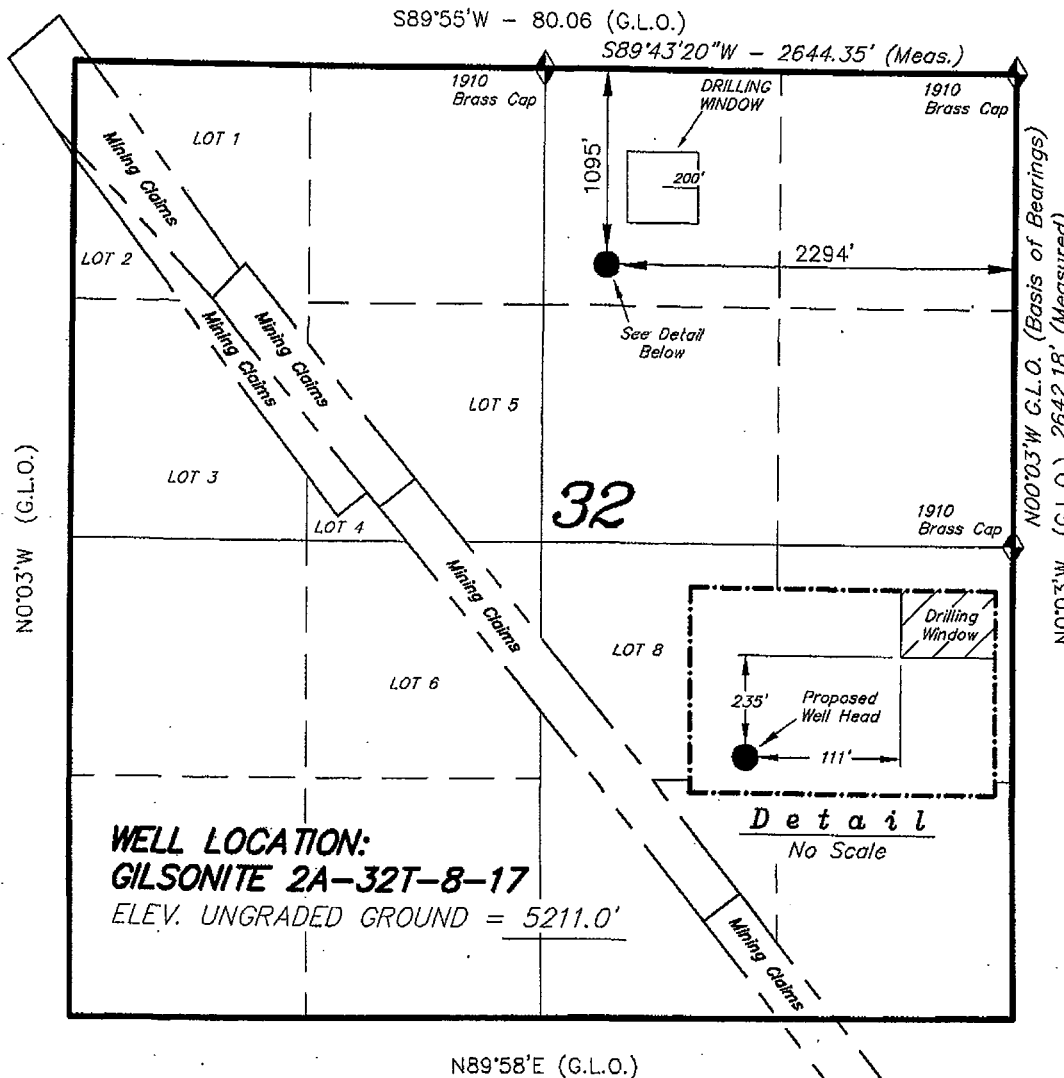 S89°55'W - 80.06 (G.L.O.)
S89°43'20"W - 2644.35' (Meas.)
1910
Brass Cap
DRILLING
WINDOW
1910
Brass Cap
LOT 1
Mining Claims
1095'
200'
2294'
LOT 2
See Detail
Below
Mining Claims
Mining Claims
LOT 5
N00°03'W G.L.O. (Basis of Bearings)
2642.18' (Measured)
N0°03'W (G.L.O.)
LOT 3
32
1910
Brass Cap
LOT 4
N0°03'W (G.L.O.)
Mining Claims
LOT 8
LOT 6
Drilling
Window
235'
Proposed
Well Head
111'
Detail
No Scale
WELL LOCATION:
GILSONITE 2A-32T-8-17
ELEV. UNGRADED GROUND = 5211.0'
Mining Claims
N89°58'E (G.L.O.)